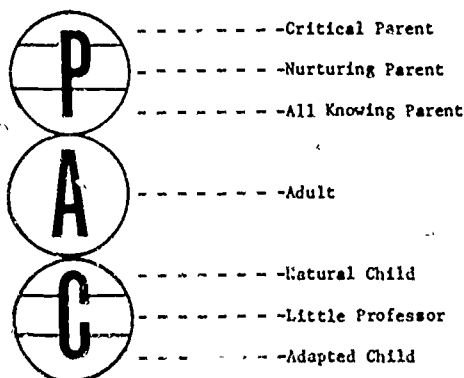 P
Critical Parent
Nurturing Parent
All Knowing Parent
A
Adult
C
Natural Child
Little Professor
Adapted Child